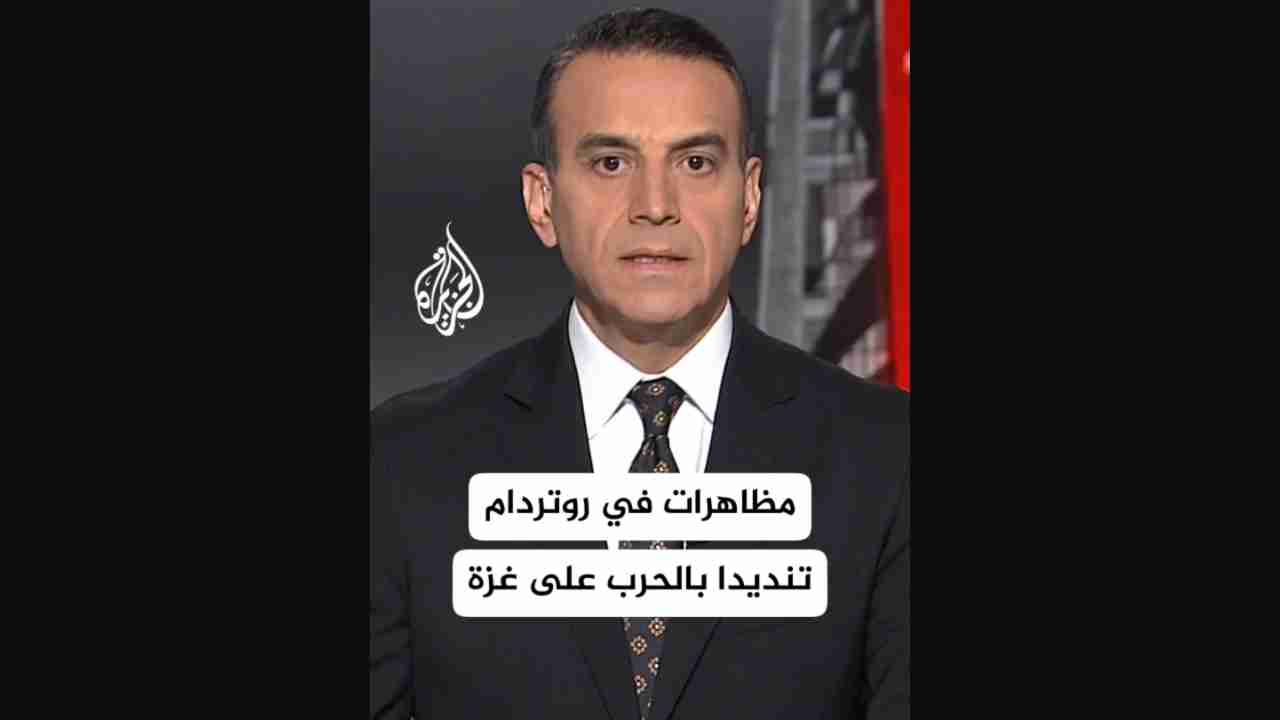 الجزيرة
مظاهرات في روتردام
تنديدا بالحرب على غزة